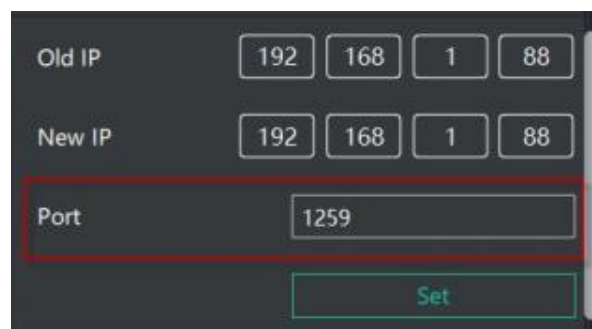 Old IP 192 168 1 88
New IP 192 168 1 88
Port 1259
Set